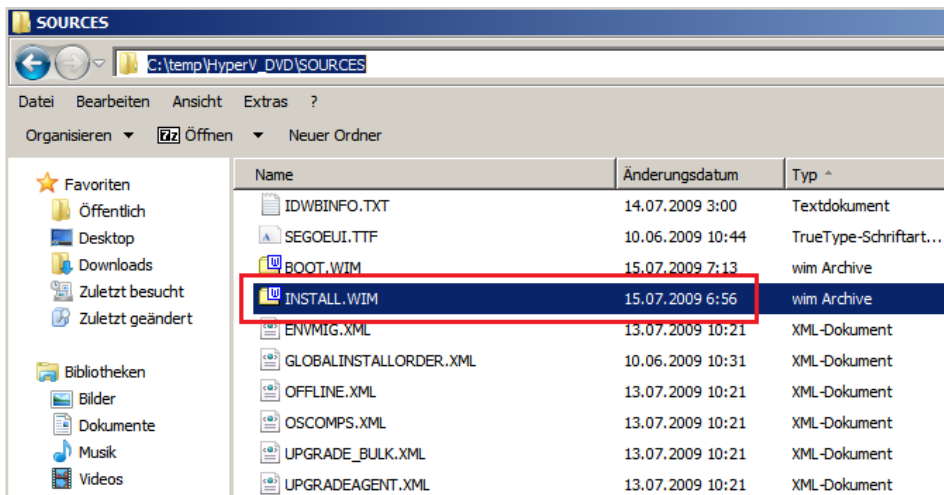 SOURCES
C:\temp\HyperV_DVD\SOURCES
Datei Bearbeiten Ansicht Extras ?
Organisieren Öffnen Neuer Ordner
Name Änderungsdatum Typ
Favoriten
Öffentlich
Desktop
Downloads
Zuletzt besucht
Zuletzt geändert
Bibliotheken
Bilder
Dokumente
Musik
Videos
IDWBINFO.TXT 14.07.2009 3:00 Textdokument
SEGOEUI.TTF 10.06.2009 10:44 TrueType-Schriftart...
BOOT.WIM 15.07.2009 7:13 wim Archive
INSTALL.WIM 15.07.2009 6:56 wim Archive
ENVMIG.XML 13.07.2009 10:21 XML-Dokument
GLOBALINSTALLORDER.XML 10.06.2009 10:31 XML-Dokument
OFFLINE.XML 13.07.2009 10:21 XML-Dokument
OSCOMPS.XML 13.07.2009 10:21 XML-Dokument
UPGRADE_BULK.XML 13.07.2009 10:21 XML-Dokument
UPGRADEAGENT.XML 13.07.2009 10:21 XML-Dokument